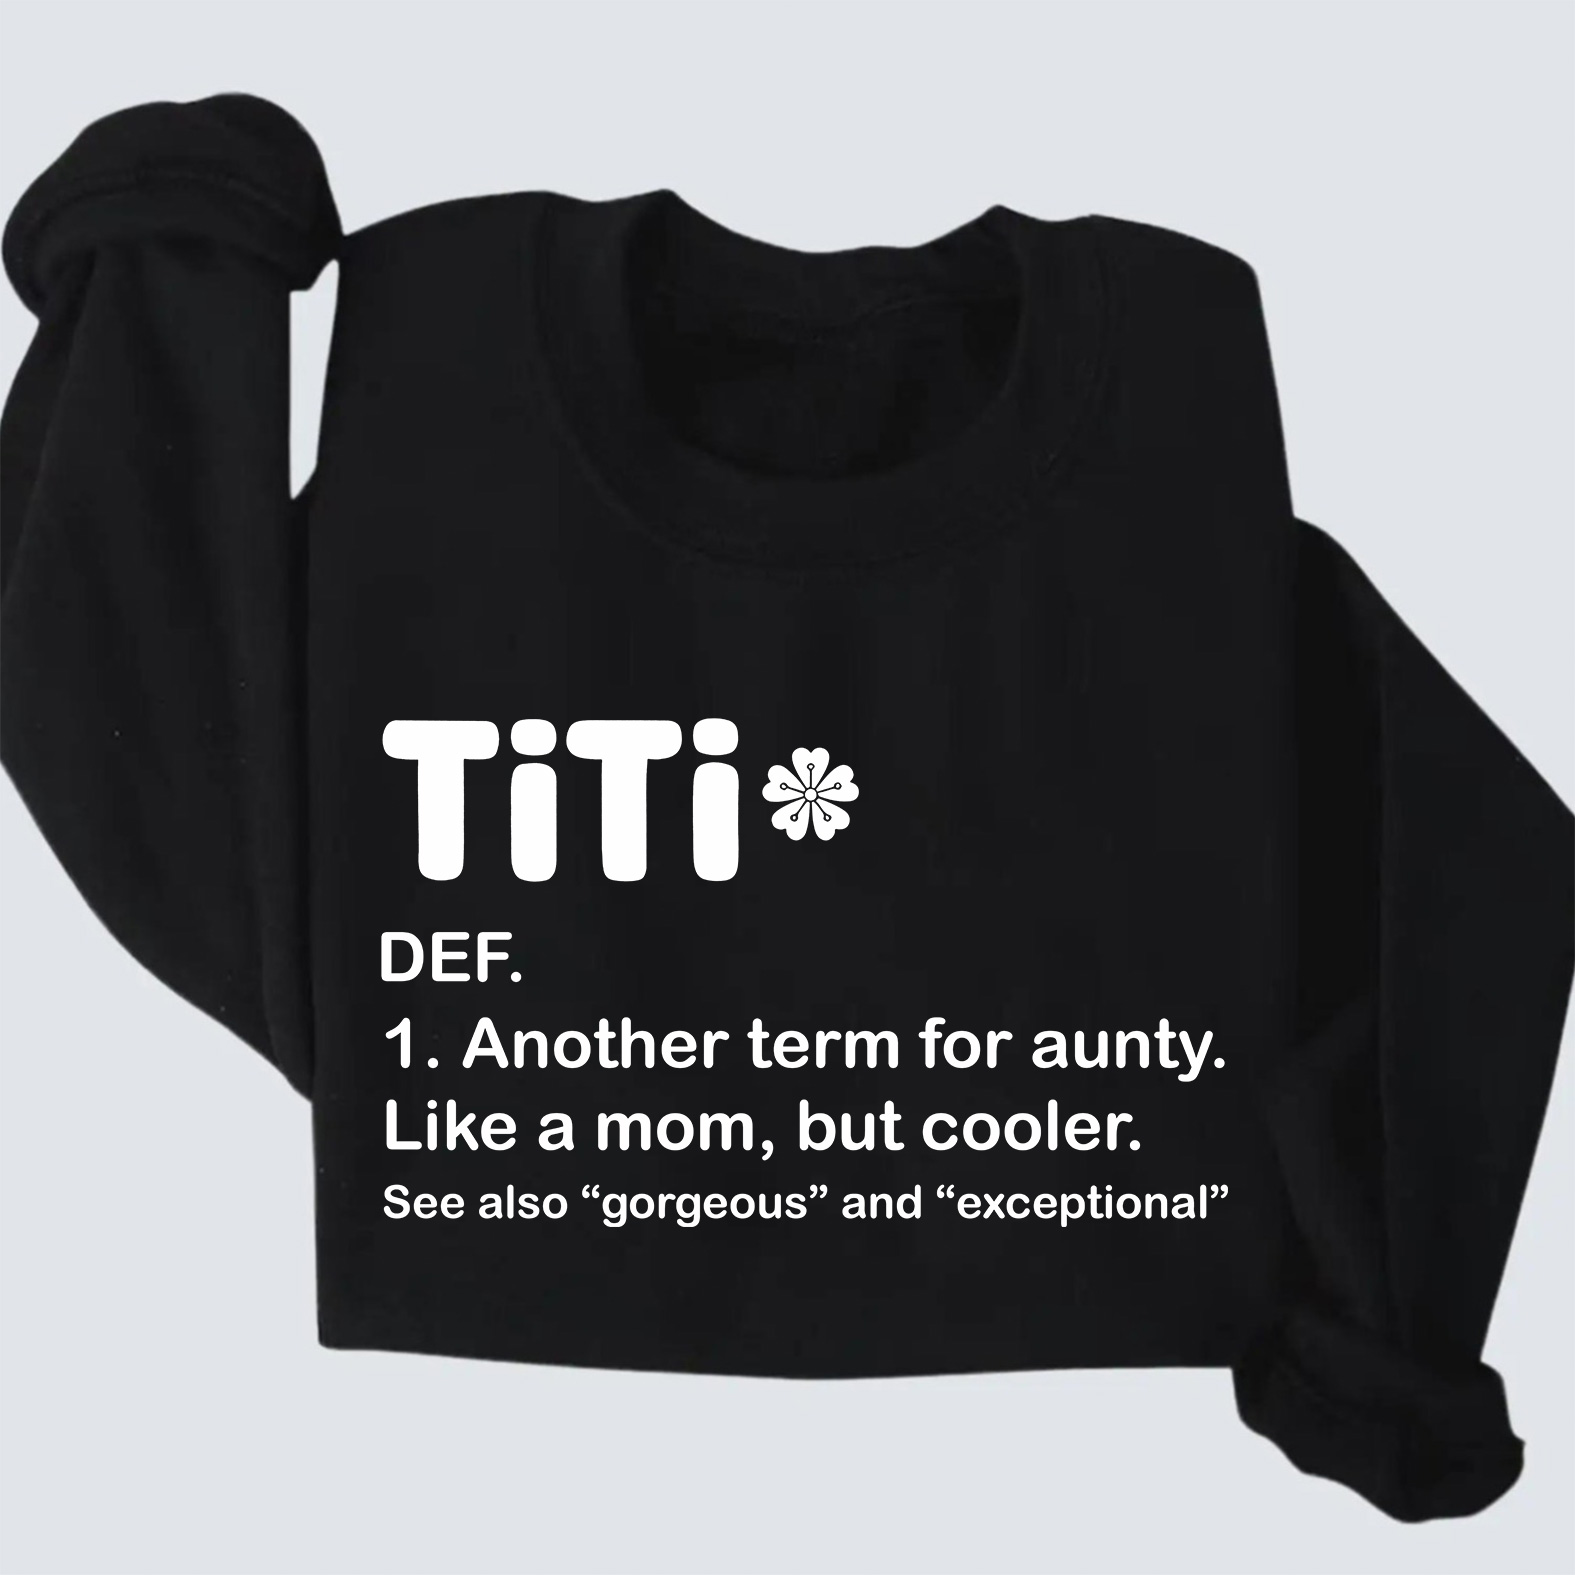 TiTi
DEF.
1. Another term for aunty.
Like a mom, but cooler.
See also “gorgeous” and “exceptional”